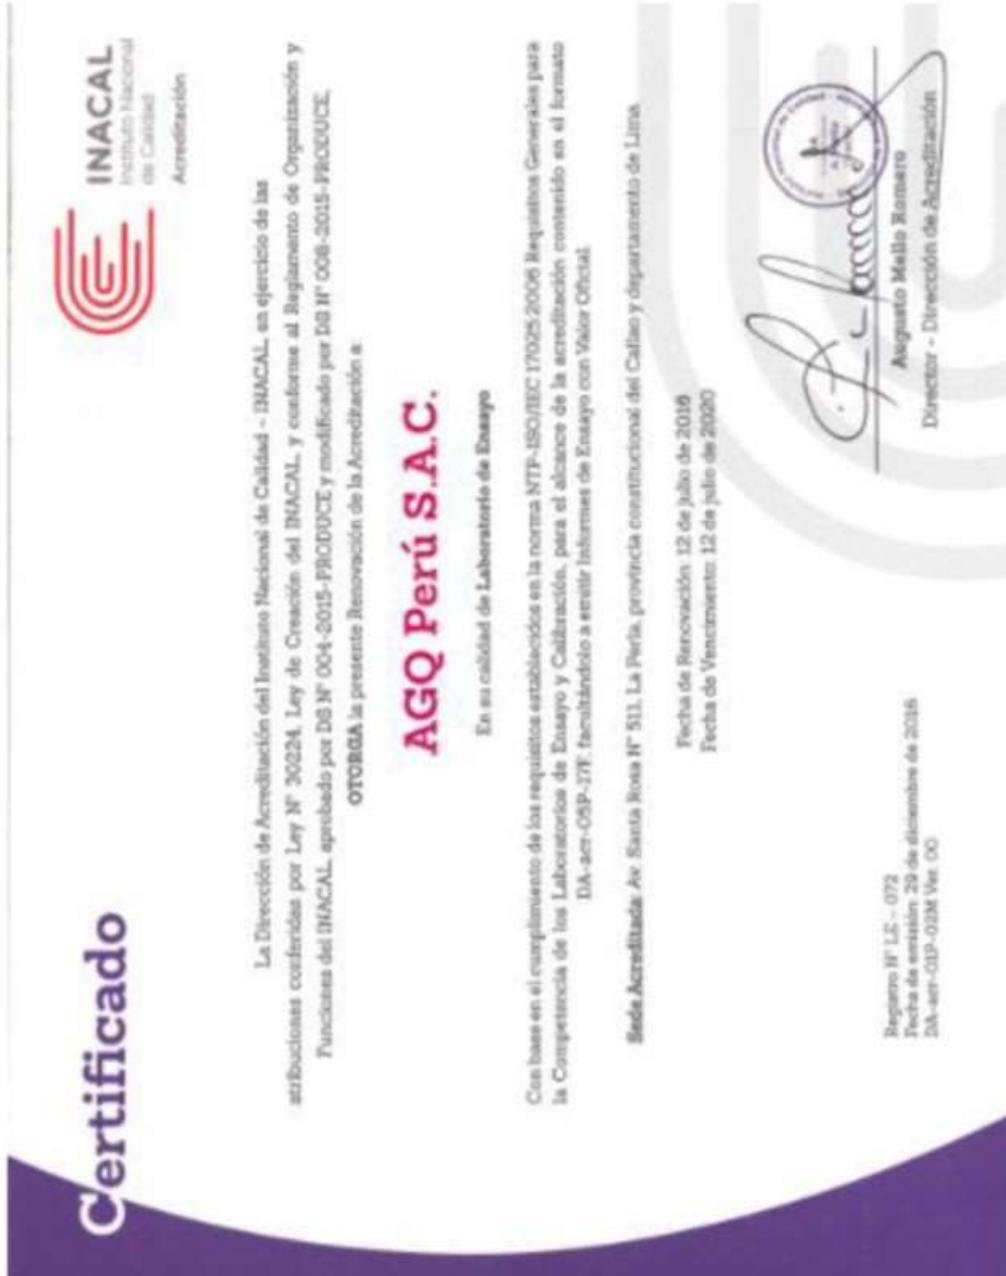 Certificado
INACAL
Instituto Nacional
de Calidad
Acreditación
La Dirección de Acreditación del Instituto Nacional de Calidad - INACAL, en ejercicio de las
atribuciones conferidas por Ley N° 30224, Ley de Creación del INACAL, y conforme al Reglamento de Organización y
Funciones del INACAL, aprobado por DS N° 004-2015-PRODUCE y modificado por DS N° 008-2015-PRODUCE,
OTORGA la presente Renovación de la Acreditación a:
AGQ Perú S.A.C.
En su calidad de Laboratorio de Ensayo
Con base en el cumplimiento de los requisitos establecidos en la norma NTP-ISO/IEC 17025:2006 Requisitos Generales para
la Competencia de los Laboratorios de Ensayo y Calibración, para el alcance de la acreditación contenido en el formato
DA-acr-05P-17F, facultándolo a emitir Informes de Ensayo con Valor Oficial.
Sede Acreditada: Av. Santa Rosa N° 511, La Perla, provincia constitucional del Callao y departamento de Lima.
Fecha de Renovación: 12 de julio de 2016
Fecha de Vencimiento: 12 de julio de 2020
Registro N° LE - 072
Fecha de emisión: 29 de diciembre de 2016
DA-acr-01P-02M Ver. 00
Augusto Mello Romero
Director - Dirección de Acreditación